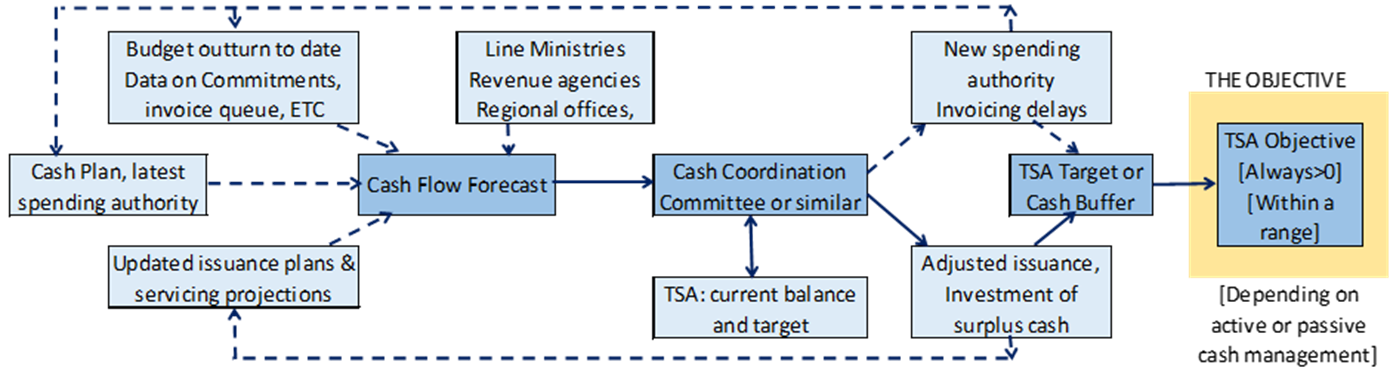 Budget outturn to date
Data on Commitments,
invoice queue, ETC
Line Ministries
Revenue agencies
Regional offices,
New spending
authority
Invoicing delays
THE OBJECTIVE
Cash Plan, latest
spending authority
Cash Flow Forecast
Cash Coordination
Committee or similar
TSA Target or
Cash Buffer
TSA Objective
[Always>0]
[Within a
range]
Updated issuance plans &
servicing projections
TSA: current balance
and target
Adjusted issuance,
Investment of
surplus cash
[Depending on
active or passive
cash management]